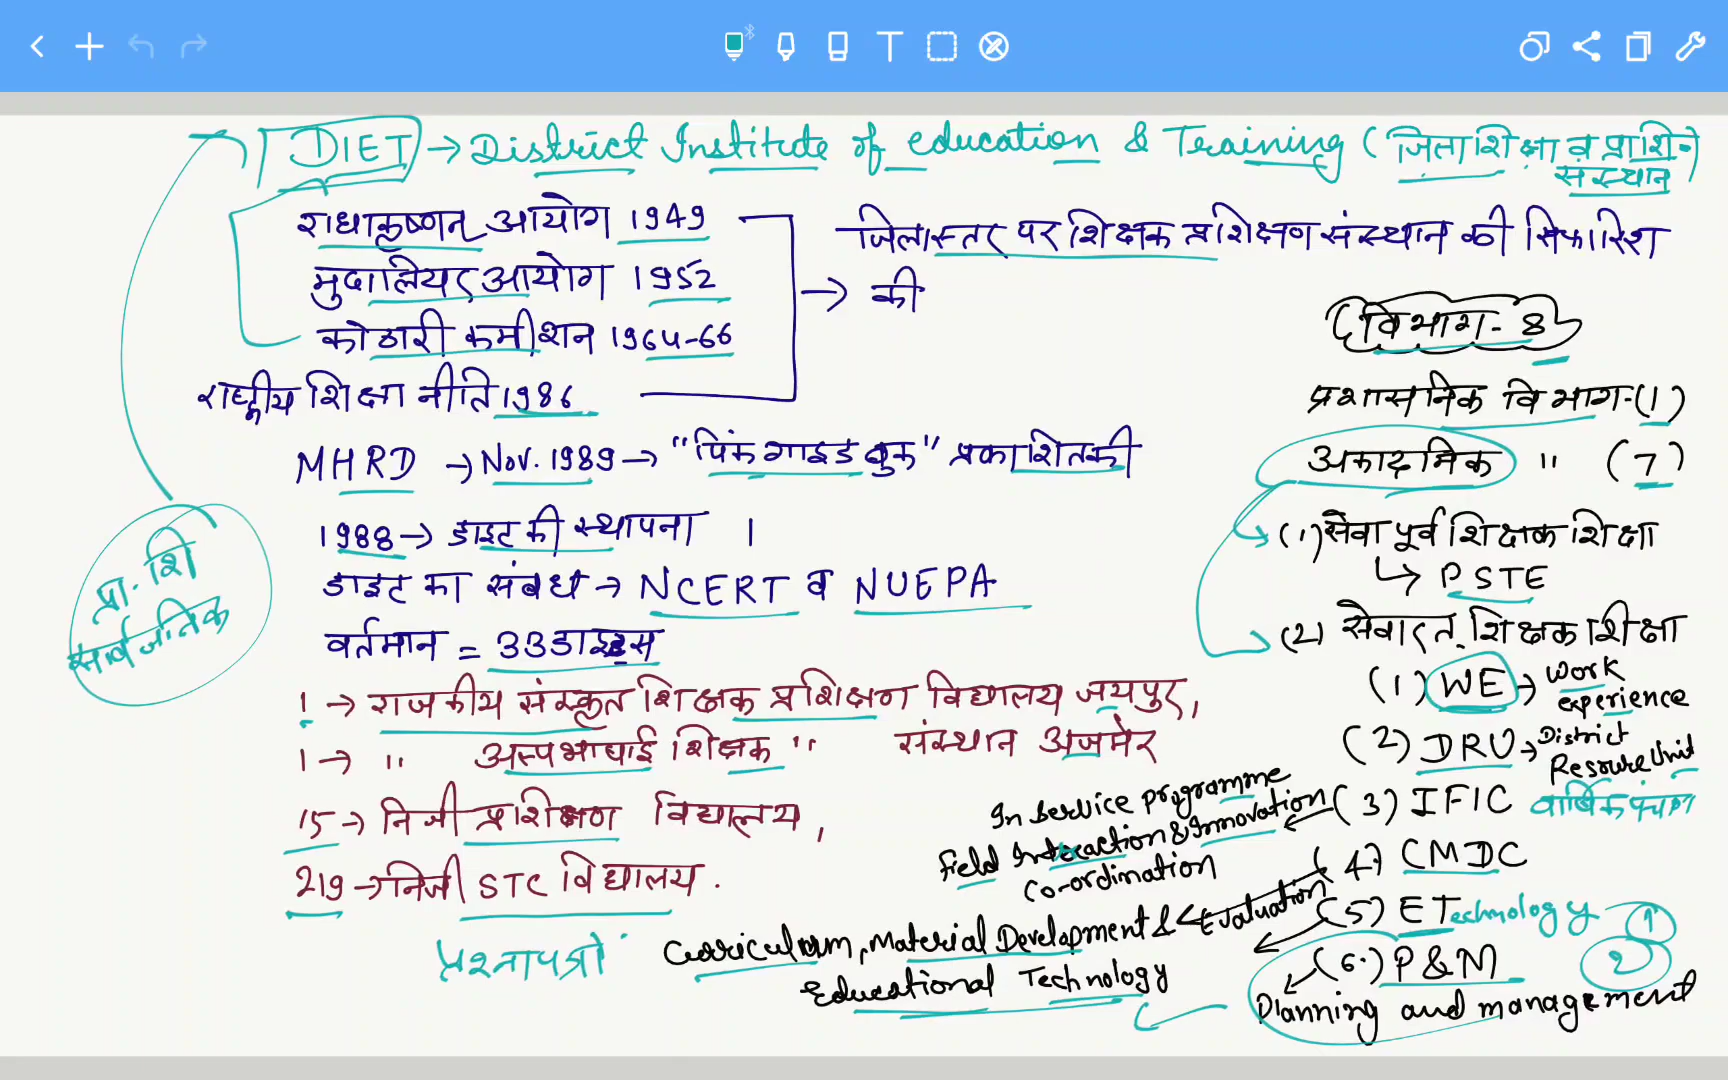 DIET → District Institute of education & Training (जिला शिक्षा व प्रशि॰ संस्थान)
राधाकृष्णन आयोग 1949
मुदालियर आयोग 1952
कोठारी कमीशन 1964-66
राष्ट्रीय शिक्षा नीति 1986
→ जिलास्तर पर शिक्षक प्रशिक्षण संस्थान की सिफारिश
की
MHRD → Nov. 1989 → "पिंक गाइड बुक" प्रकाशित की
1988 → डाइट की स्थापना ।
डाइट का संबंध → NCERT व NUEPA
वर्तमान = 33 डाइट्स
1 → राजकीय संस्कृत शिक्षक प्रशिक्षण विद्यालय जयपुर,
1 → " अल्पभाषाई शिक्षक " संस्थान अजमेर
15 → निजी प्रशिक्षण विद्यालय,
219 → निजी STC विद्यालय .
प्रा. शि
सार्वजनिक
विभाग - 8
प्रशासनिक विभाग - (1)
अकादमिक " (7)
(1) सेवा पूर्व शिक्षक शिक्षा
→ PSTE
(2) सेवारत शिक्षक शिक्षा
(1) WE → Work experience
(2) DRU → District Resoure Unit
(3) IFIC वार्षिक पंचांग
In Service programme
field Interaction & Innovation
Co-ordination
(4) CMDC
(5) ETechnology 1
(6.) P&M 2
Planning and management
Curriculum, Material Development & Evaluation
Educational Technology